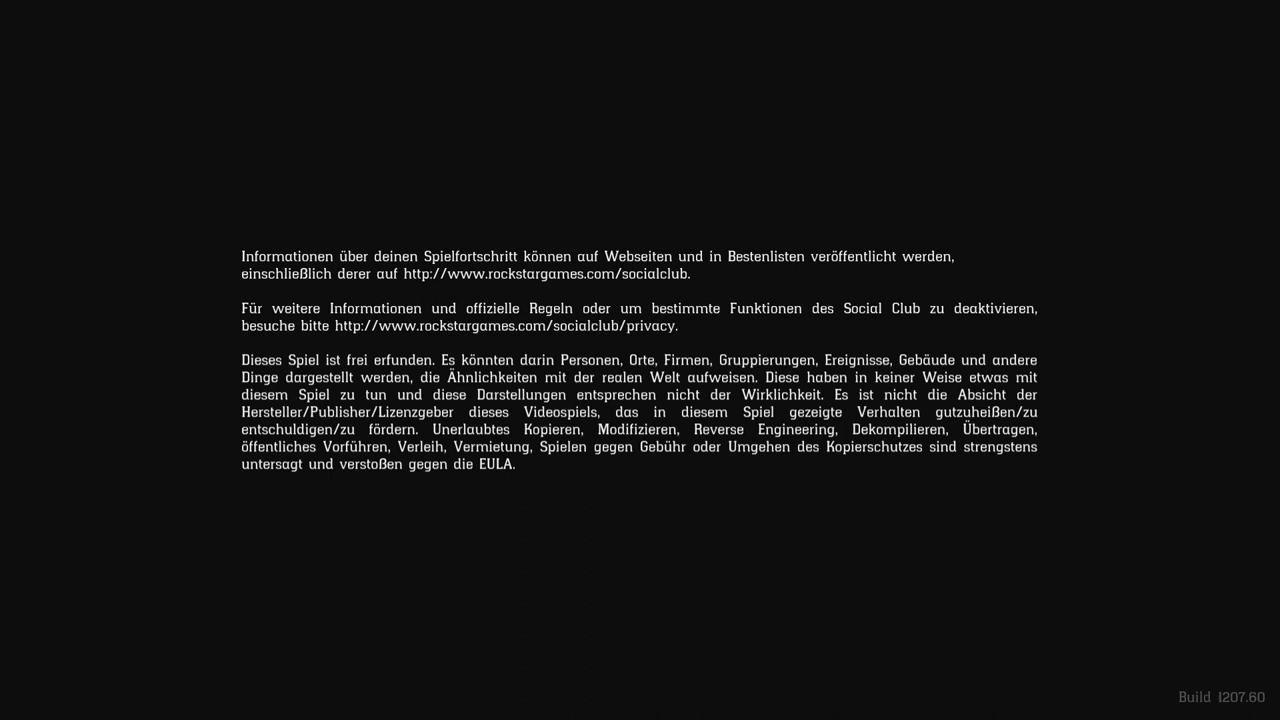 Informationen über deinen Spielfortschritt können auf Webseiten und in Bestenlisten veröffentlicht werden,
einschließlich derer auf http://www.rockstargames.com/socialclub.
Für weitere Informationen und offizielle Regeln oder um bestimmte Funktionen des Social Club zu deaktivieren,
besuche bitte http://www.rockstargames.com/socialclub/privacy.
Dieses Spiel ist frei erfunden. Es könnten darin Personen, Orte, Firmen, Gruppierungen, Ereignisse, Gebäude und andere
Dinge dargestellt werden, die Ähnlichkeiten mit der realen Welt aufweisen. Diese haben in keiner Weise etwas mit
diesem Spiel zu tun und diese Darstellungen entsprechen nicht der Wirklichkeit. Es ist nicht die Absicht der
Hersteller/Publisher/Lizenzgeber dieses Videospiels, das in diesem Spiel gezeigte Verhalten gutzuheißen/zu
entschuldigen/zu fördern. Unerlaubtes Kopieren, Modifizieren, Reverse Engineering, Dekompilieren, Übertragen,
öffentliches Vorführen, Verleih, Vermietung, Spielen gegen Gebühr oder Umgehen des Kopierschutzes sind strengstens
untersagt und verstoßen gegen die EULA.
Build 1207.60